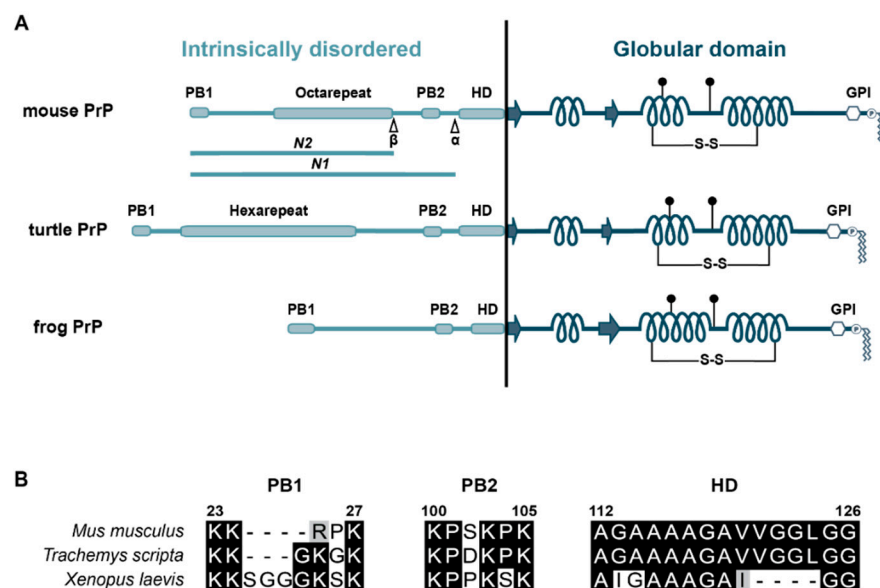 A
Intrinsically disordered Globular domain
PB1 Octarepeat PB2 HD GPI
mouse PrP
P
β α
S-S
N2
N1
PB1 Hexarepeat PB2 HD GPI
turtle PrP
P
S-S
PB1 PB2 HD GPI
frog PrP
P
S-S
B
PB1 PB2 HD
23 27 100 105 112 126
Mus musculus KK----RPK KPSKPK AGAAAAGAVVGGLGG
Trachemys scripta KK---GKGK KPDKPK AGAAAAGAVVGGLGG
Xenopus laevis KKSGGGKSK KPPKSK AIGAAAGAI----GG